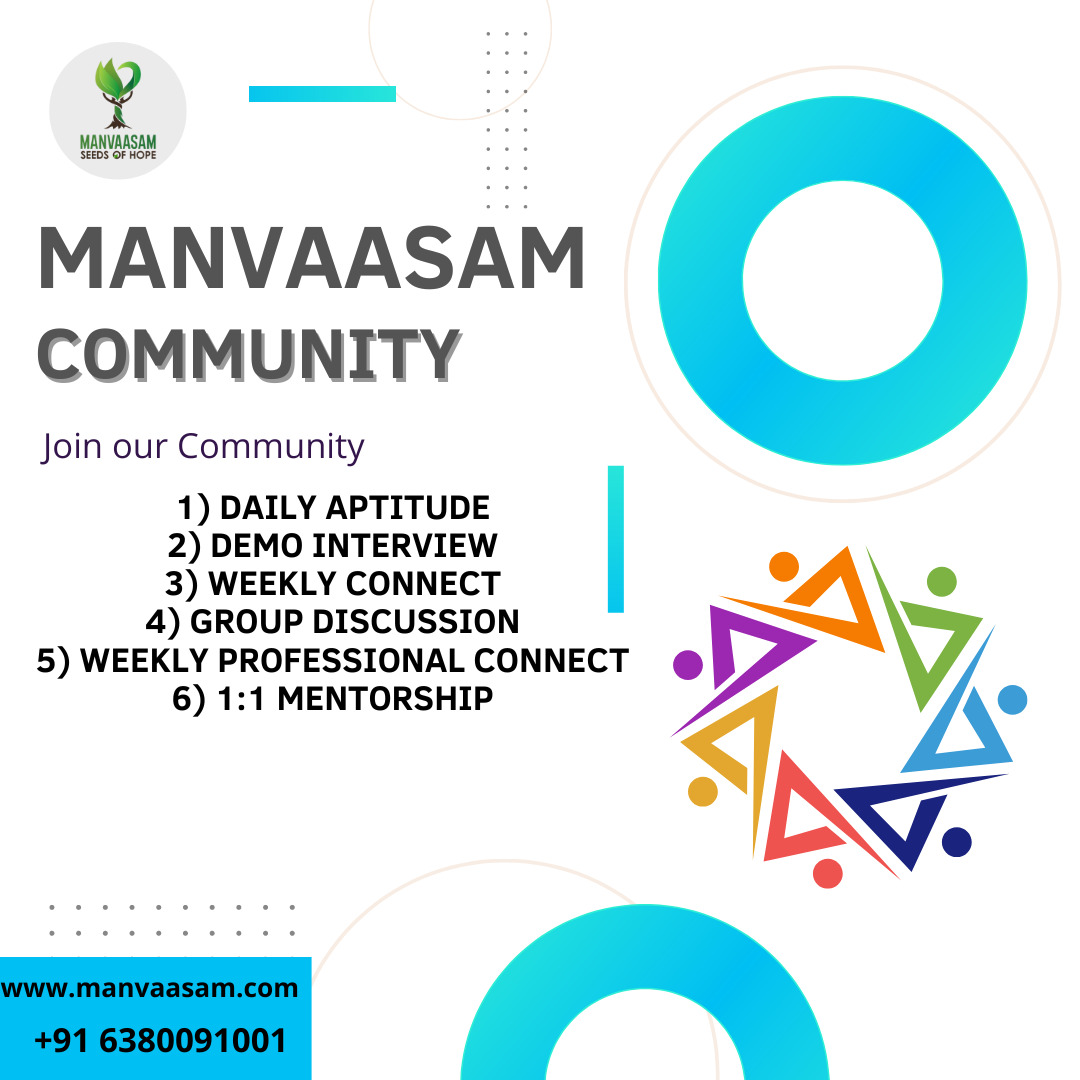 MANVAASAM
SEEDS OF HOPE
MANVAASAM
COMMUNITY
Join our Community
1) DAILY APTITUDE
2) DEMO INTERVIEW
3) WEEKLY CONNECT
4) GROUP DISCUSSION
5) WEEKLY PROFESSIONAL CONNECT
6) 1:1 MENTORSHIP
www.manvaasam.com
+91 6380091001